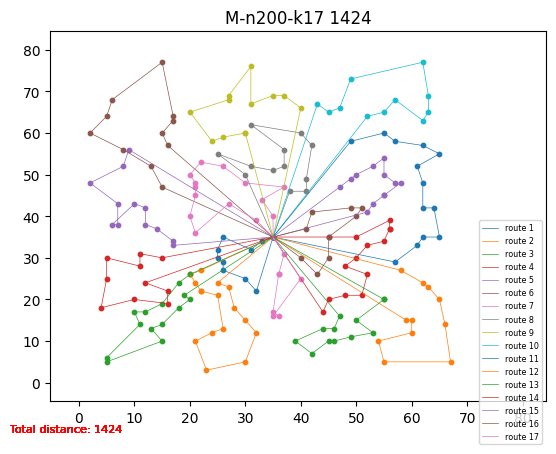 M-n200-k17 1424
80
70
60
50
40
30
20
10
0
0
10
20
30
40
50
60
70
80
route 1
route 2
route 3
route 4
route 5
route 6
route 7
route 8
route 9
route 10
route 11
route 12
route 13
route 14
route 15
route 16
route 17
Total distance: 1424